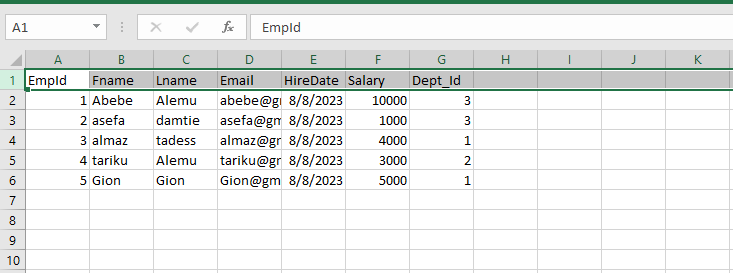 A1 fx EmpId
A B C D E F G H I J K
1 EmpId Fname Lname Email HireDate Salary Dept_Id
2 1 Abebe Alemu abebe@gr 8/8/2023 10000 3
3 2 asefa damtie asefa@gm 8/8/2023 1000 3
4 3 almaz tadess almaz@gr 8/8/2023 4000 1
5 4 tariku Alemu tariku@gr 8/8/2023 3000 2
6 5 Gion Gion Gion@gm 8/8/2023 5000 1
7
8
9
10